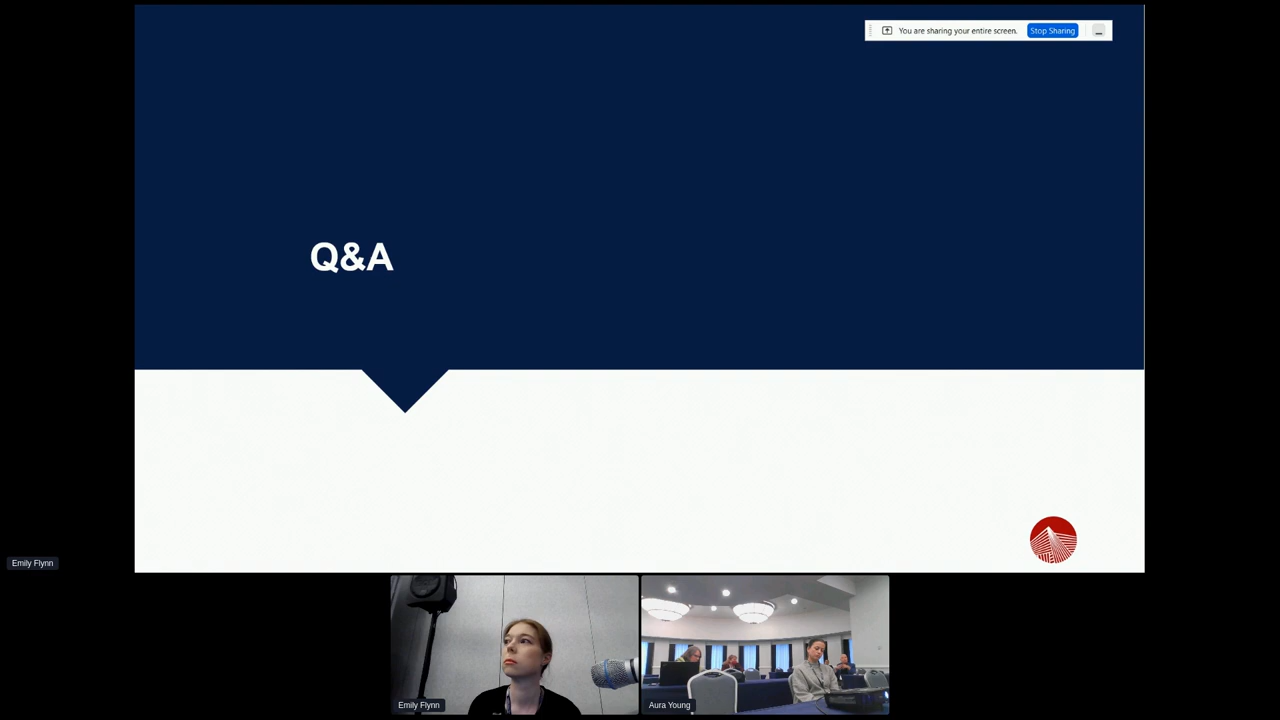 You are sharing your entire screen.
Stop Sharing
Q&A
Emily Flynn
Emily Flynn
Aura Young